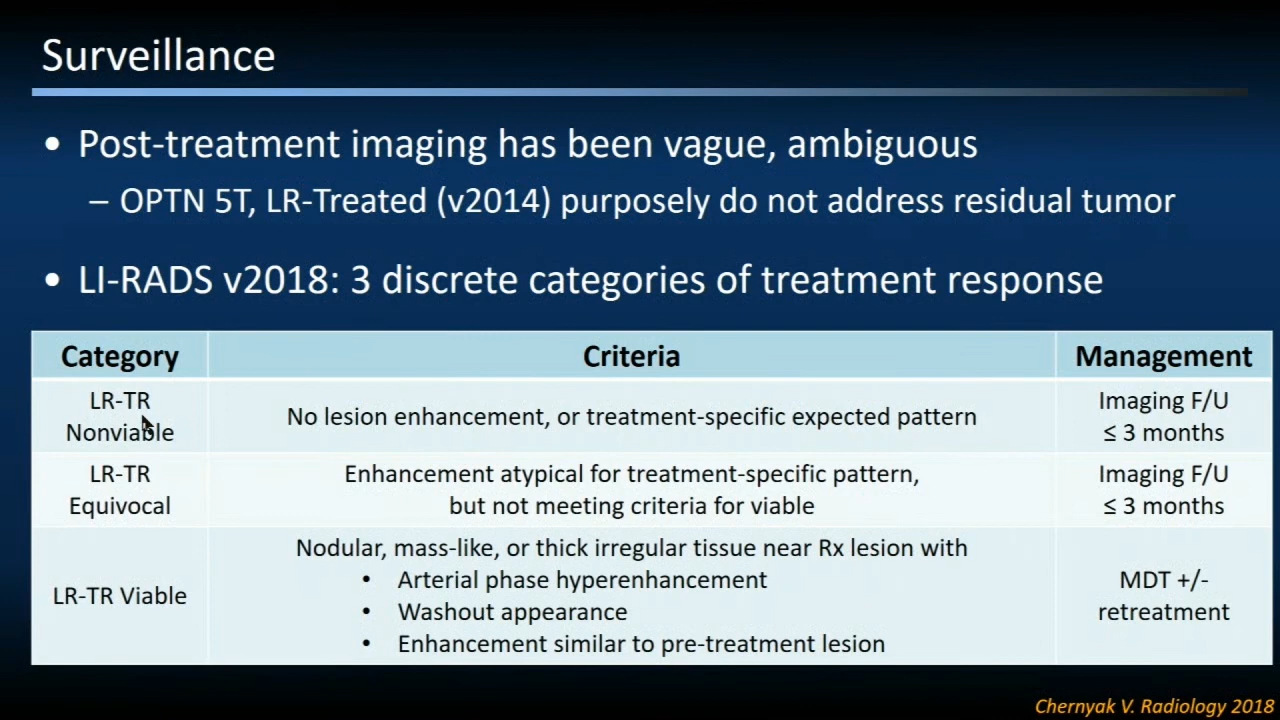 Surveillance
• Post-treatment imaging has been vague, ambiguous
– OPTN 5T, LR-Treated (v2014) purposely do not address residual tumor
• LI-RADS v2018: 3 discrete categories of treatment response
Category
Criteria
Management
LR-TR
Nonviable
No lesion enhancement, or treatment-specific expected pattern
Imaging F/U
≤ 3 months
LR-TR
Equivocal
Enhancement atypical for treatment-specific pattern,
but not meeting criteria for viable
Imaging F/U
≤ 3 months
LR-TR Viable
Nodular, mass-like, or thick irregular tissue near Rx lesion with
• Arterial phase hyperenhancement
• Washout appearance
• Enhancement similar to pre-treatment lesion
MDT +/-
retreatment
Chernyak V. Radiology 2018